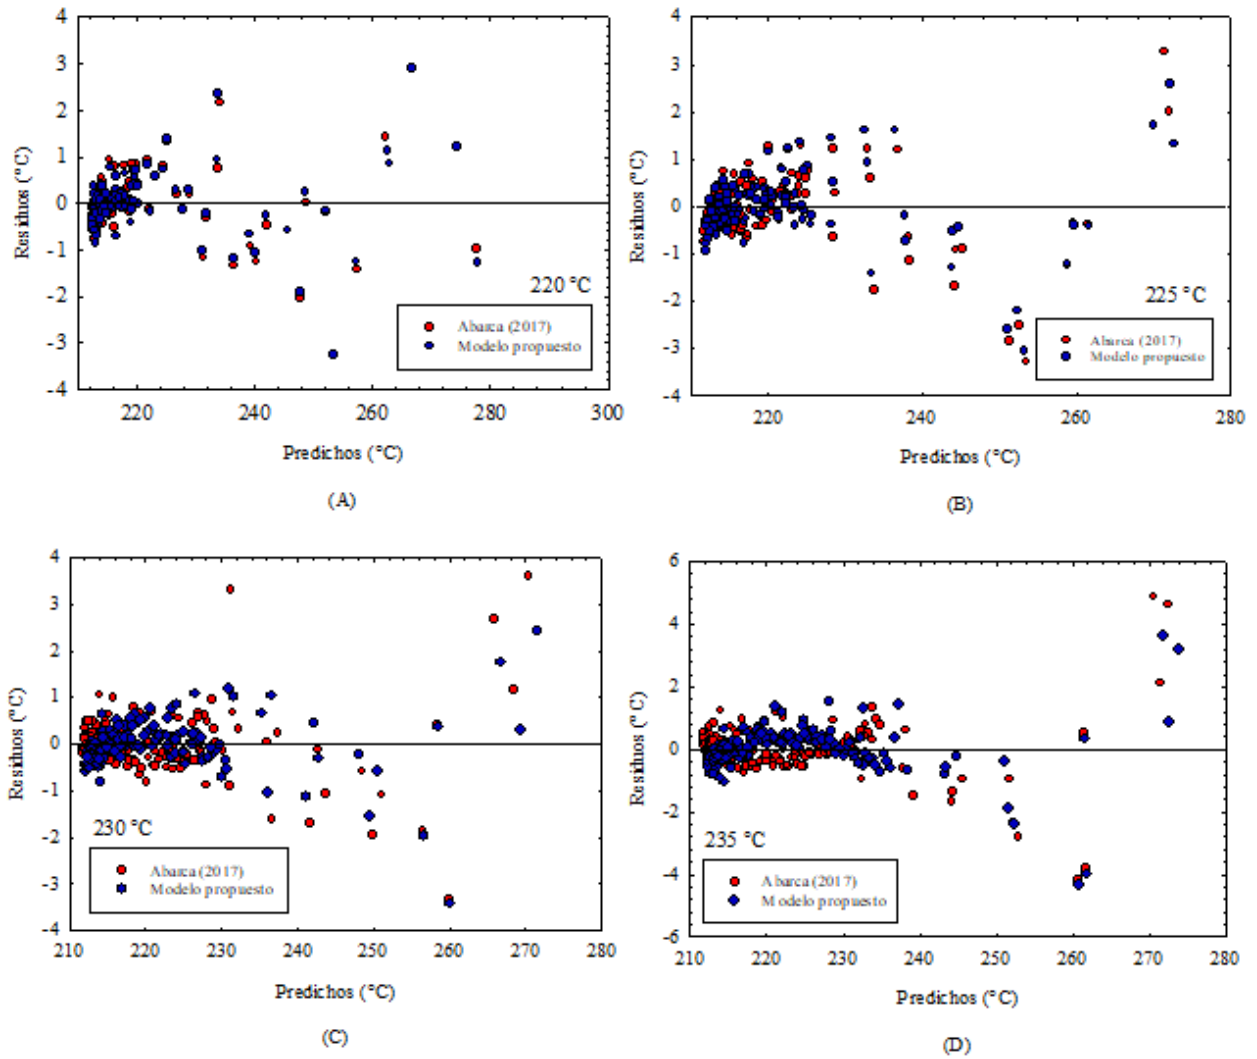 4
3
2
1
0
-1
-2
-3
-4
Residuos (°C)
220 °C
Abarca (2017)
Modelo propuesto
220 240 260 280 300
Predichos (°C)
(A)
4
3
2
1
0
-1
-2
-3
-4
Residuos (°C)
225 °C
Abarca (2017)
Modelo propuesto
220 240 260 280
Predichos (°C)
(B)
4
3
2
1
0
-1
-2
-3
-4
Residuos (°C)
230 °C
Abarca (2017)
Modelo propuesto
210 220 230 240 250 260 270 280
Predichos (°C)
(C)
6
4
2
0
-2
-4
-6
Residuos (°C)
235 °C
Abarca (2017)
Modelo propuesto
210 220 230 240 250 260 270 280
Predichos (°C)
(D)